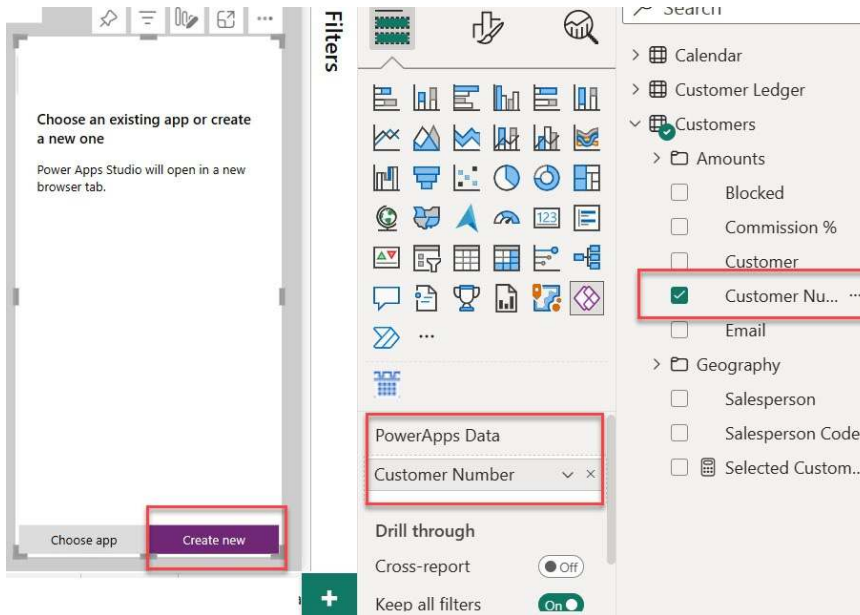 Choose an existing app or create
a new one
Power Apps Studio will open in a new
browser tab.
Choose app
Create new
Filters
123
PowerApps Data
Customer Number
Drill through
Cross-report
Off
Keep all filters
On
Search
Calendar
Customer Ledger
Customers
Amounts
Blocked
Commission %
Customer
Customer Nu... ...
Email
Geography
Salesperson
Salesperson Code
Selected Custom...